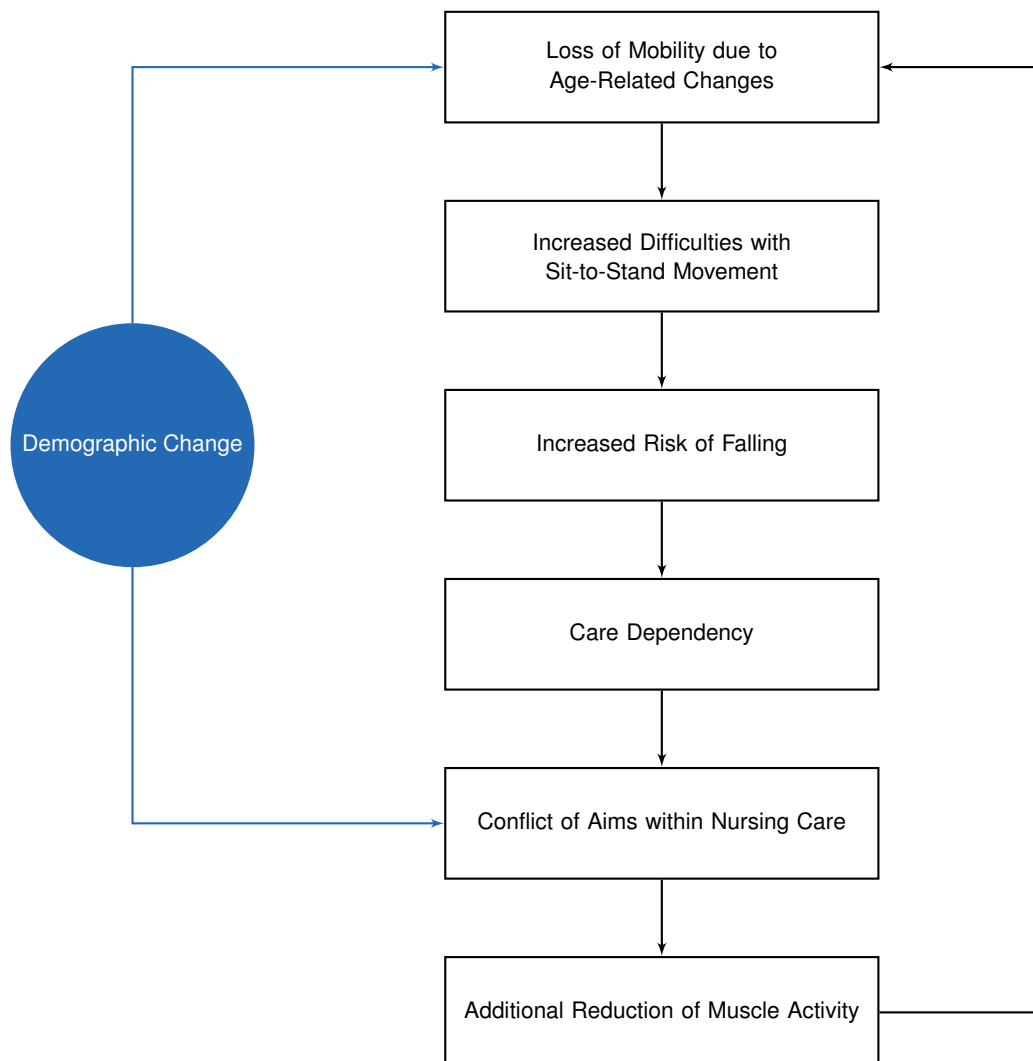 Loss of Mobility due to
Age-Related Changes
Increased Difficulties with
Sit-to-Stand Movement
Increased Risk of Falling
Demographic Change
Care Dependency
Conflict of Aims within Nursing Care
Additional Reduction of Muscle Activity